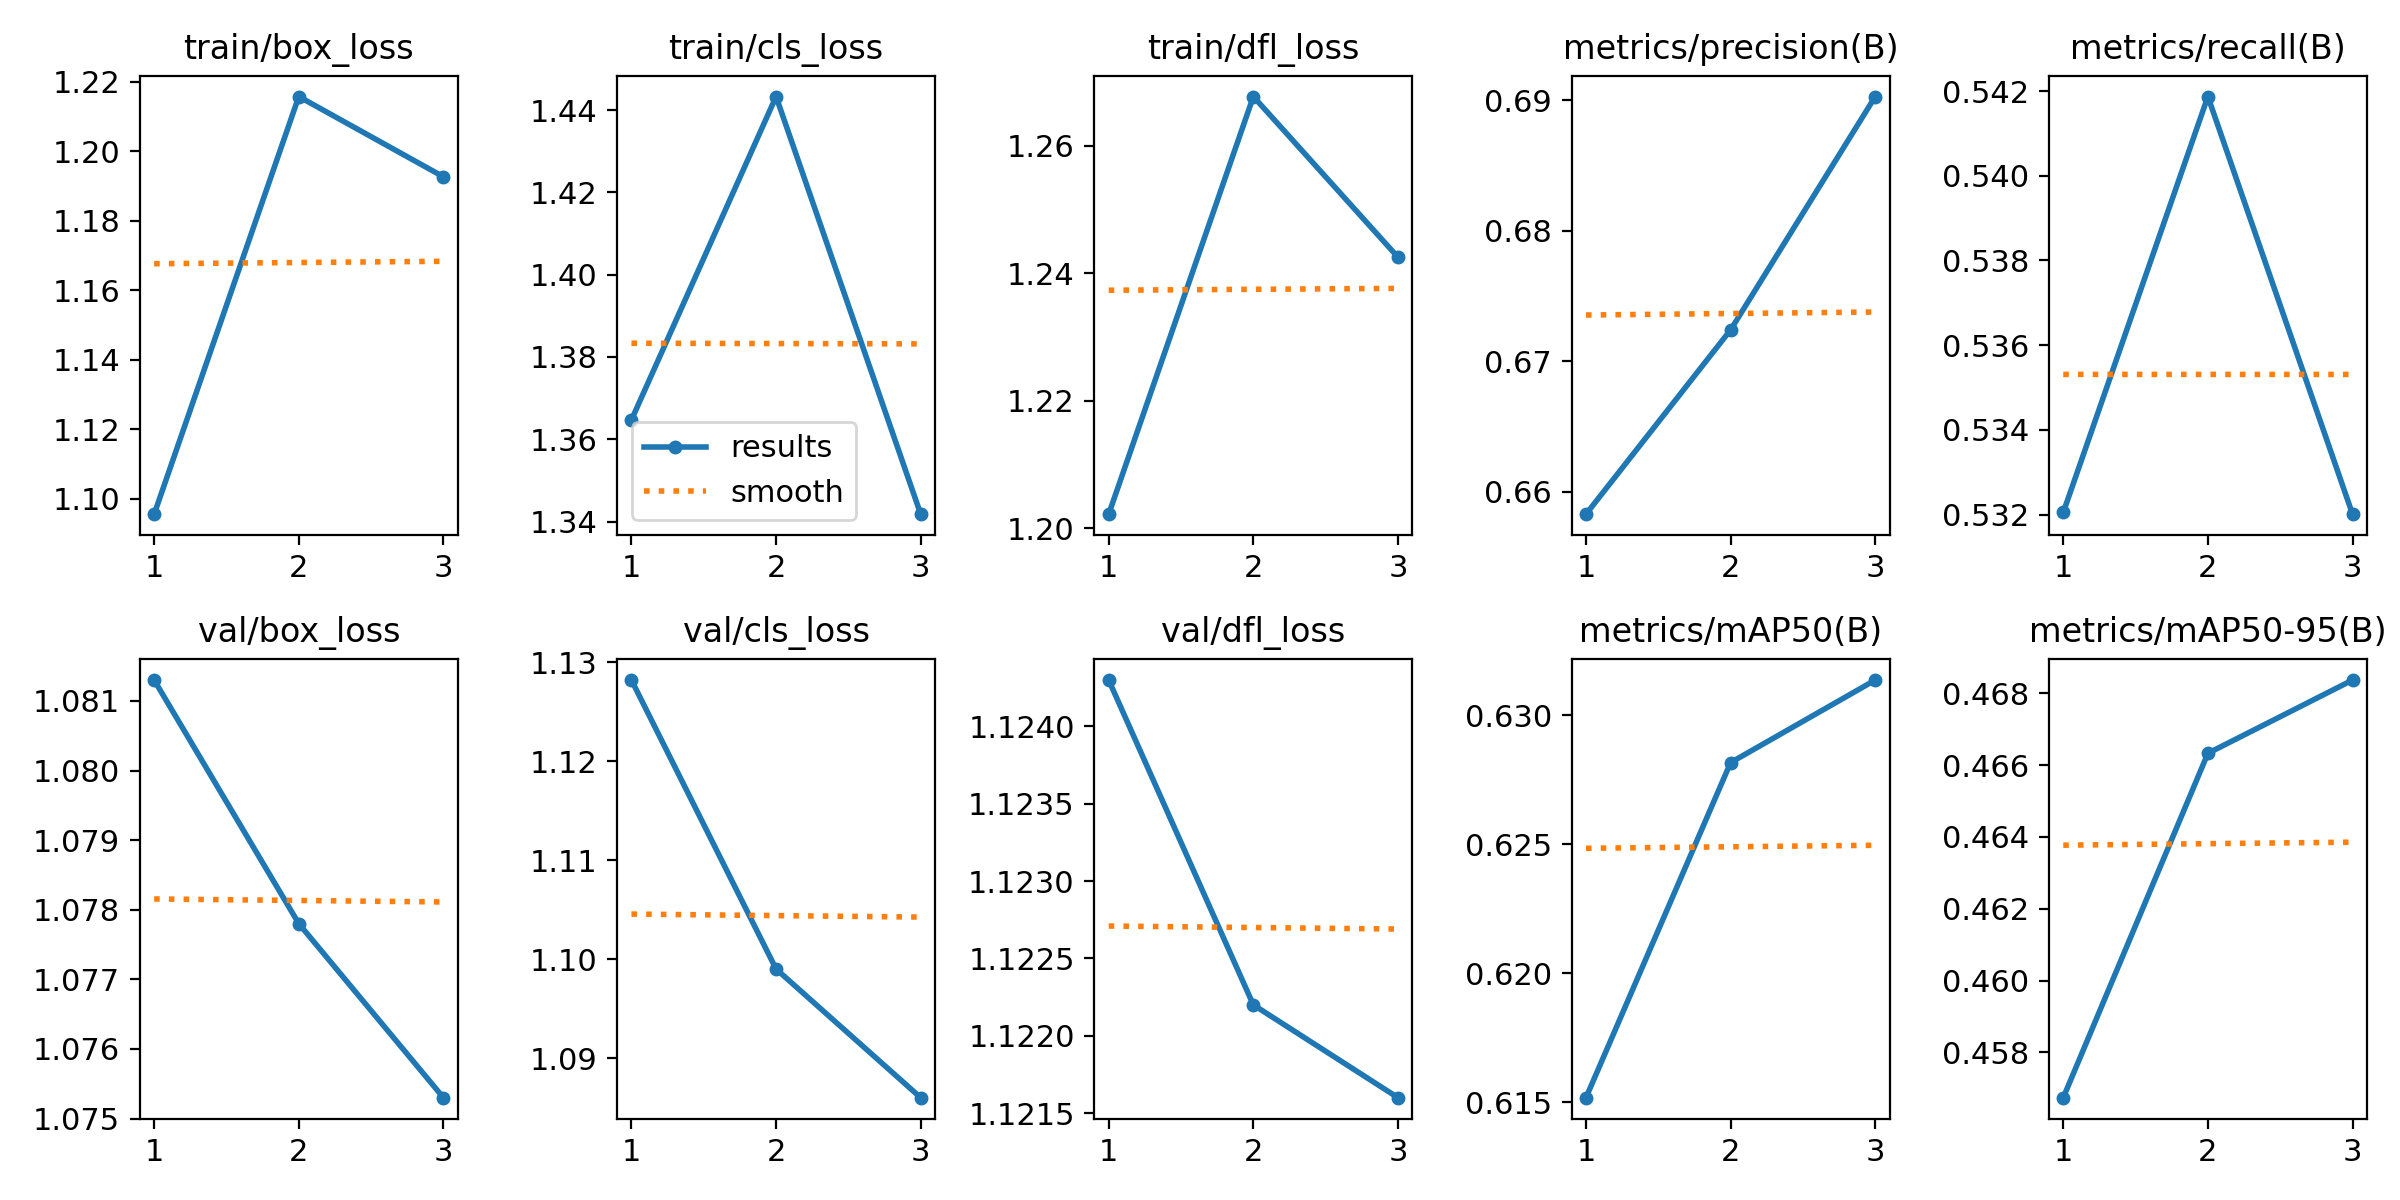 train/box_loss
1.22
1.20
1.18
1.16
1.14
1.12
1.10
1 2 3
train/cls_loss
1.44
1.42
1.40
1.38
1.36
1.34
results
smooth
1 2 3
train/dfl_loss
1.26
1.24
1.22
1.20
1 2 3
metrics/precision(B)
0.69
0.68
0.67
0.66
1 2 3
metrics/recall(B)
0.542
0.540
0.538
0.536
0.534
0.532
1 2 3
val/box_loss
1.081
1.080
1.079
1.078
1.077
1.076
1.075
1 2 3
val/cls_loss
1.13
1.12
1.11
1.10
1.09
1 2 3
val/dfl_loss
1.1240
1.1235
1.1230
1.1225
1.1220
1.1215
1 2 3
metrics/mAP50(B)
0.630
0.625
0.620
0.615
1 2 3
metrics/mAP50-95(B)
0.468
0.466
0.464
0.462
0.460
0.458
1 2 3